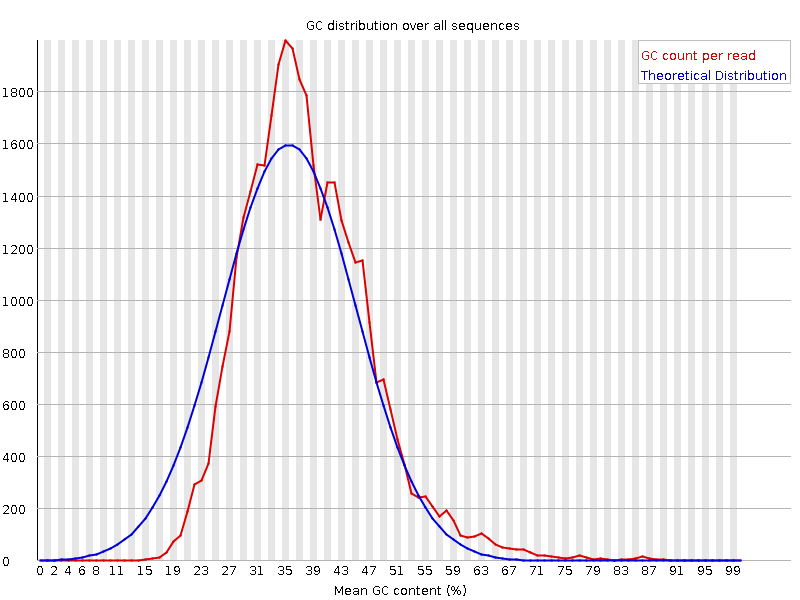 GC distribution over all sequences
GC count per read
Theoretical Distribution
1800
1600
1400
1200
1000
800
600
400
200
0
0 2 4 6 8 11 15 19 23 27 31 35 39 43 47 51 55 59 63 67 71 75 79 83 87 91 95 99
Mean GC content (%)